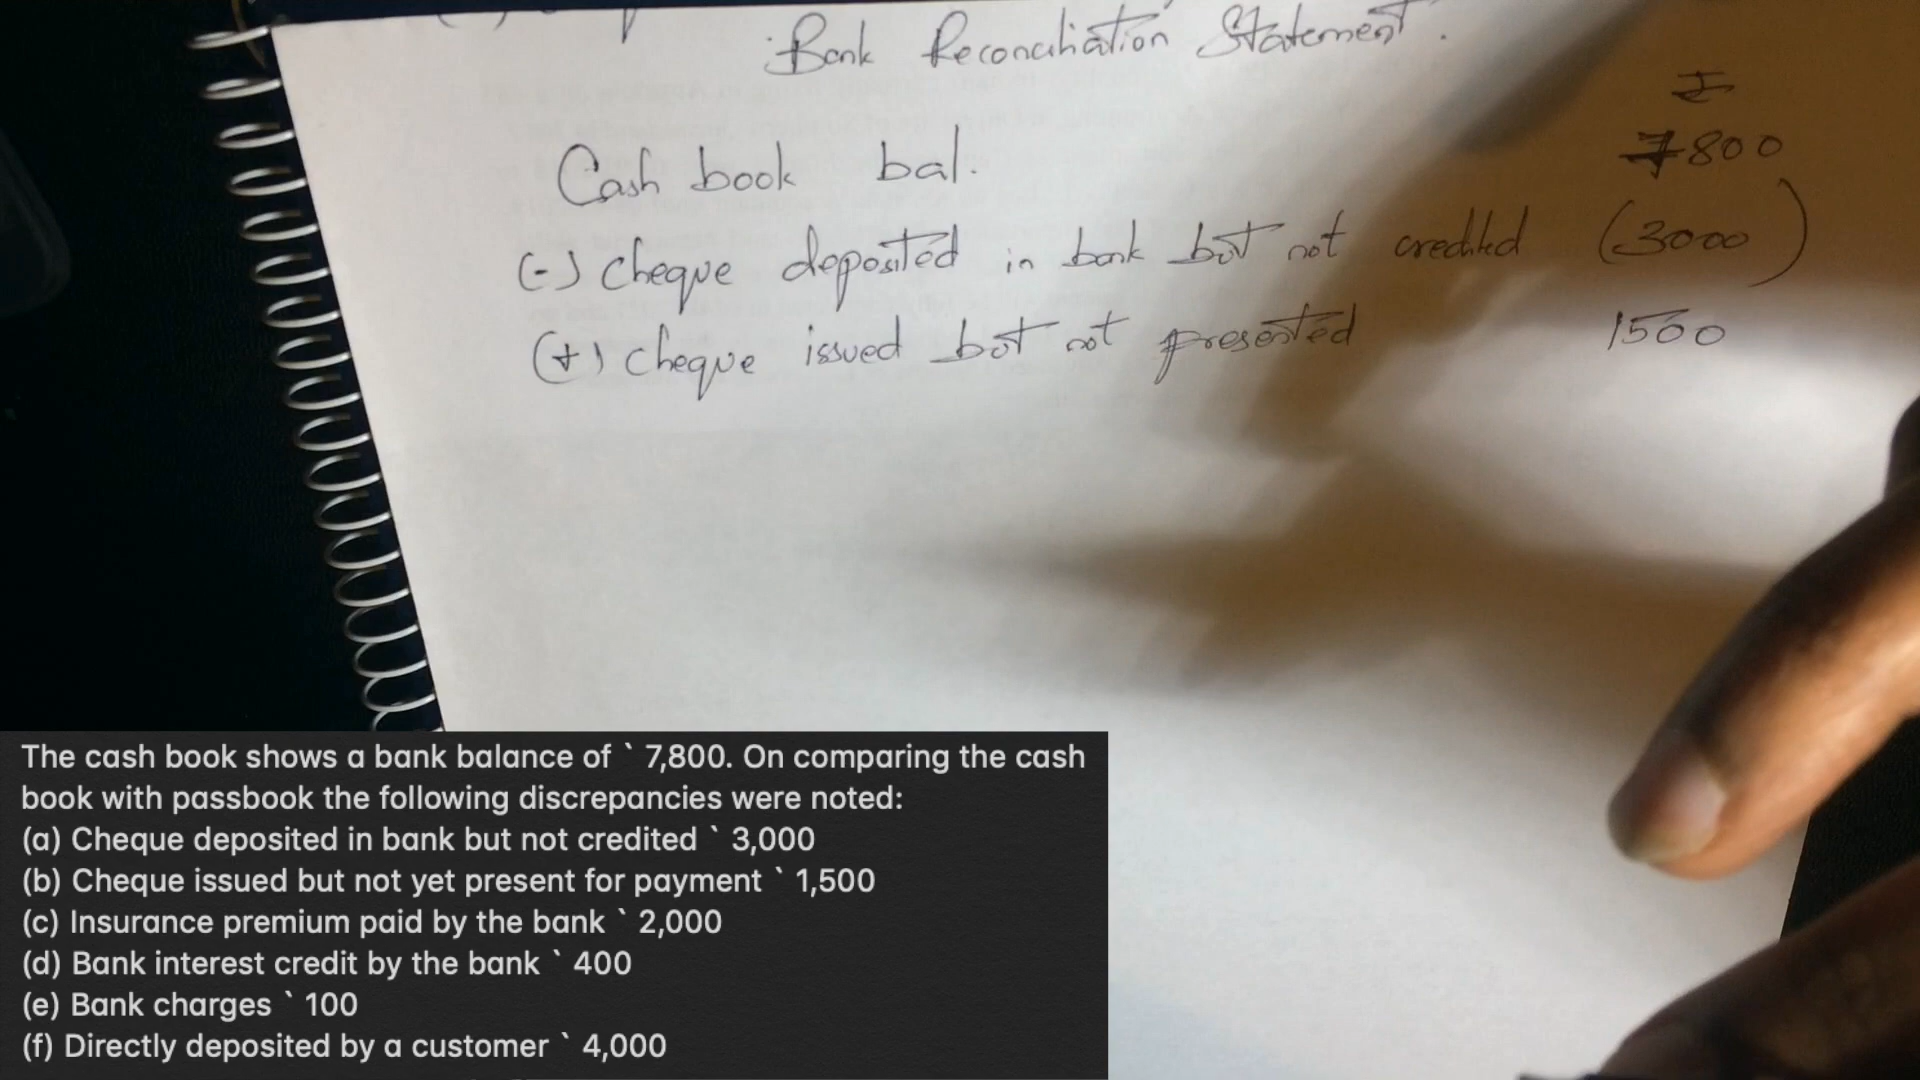 Bank Reconciliation Statement.
₹
Cash book bal. 7800
(-) Cheque deposited in bank but not credited (3000)
(+) Cheque issued but not presented 1500
The cash book shows a bank balance of ` 7,800. On comparing the cash
book with passbook the following discrepancies were noted:
(a) Cheque deposited in bank but not credited ` 3,000
(b) Cheque issued but not yet present for payment ` 1,500
(c) Insurance premium paid by the bank ` 2,000
(d) Bank interest credit by the bank ` 400
(e) Bank charges ` 100
(f) Directly deposited by a customer ` 4,000